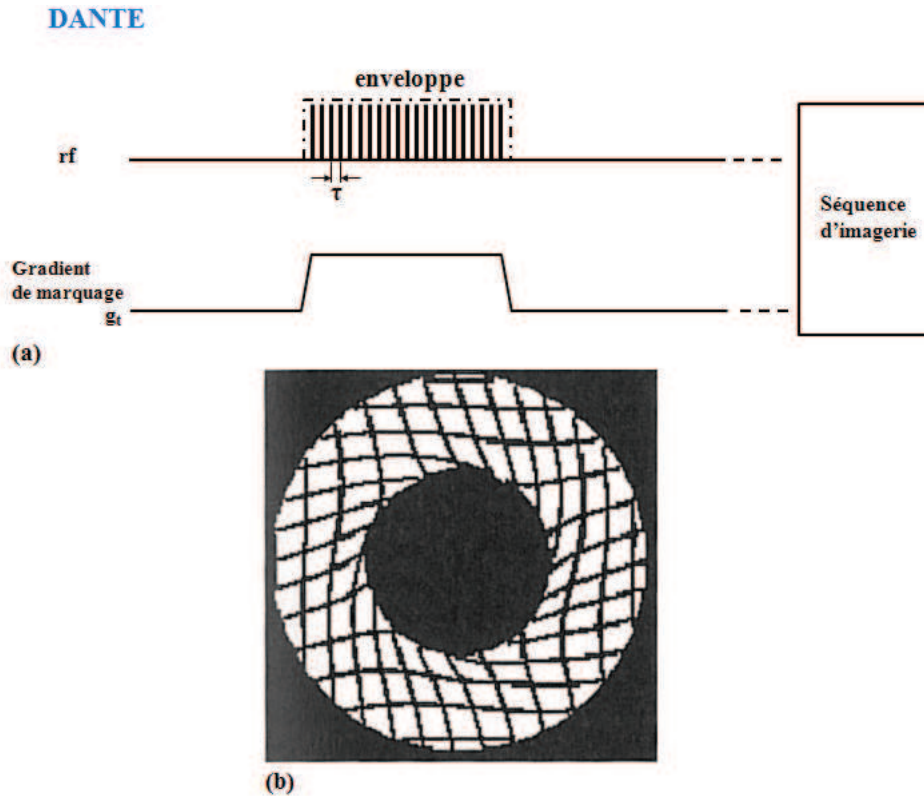 DANTE
enveloppe
rf
τ
Séquence
d'imagerie
Gradient
de marquage
gt
(a)
(b)